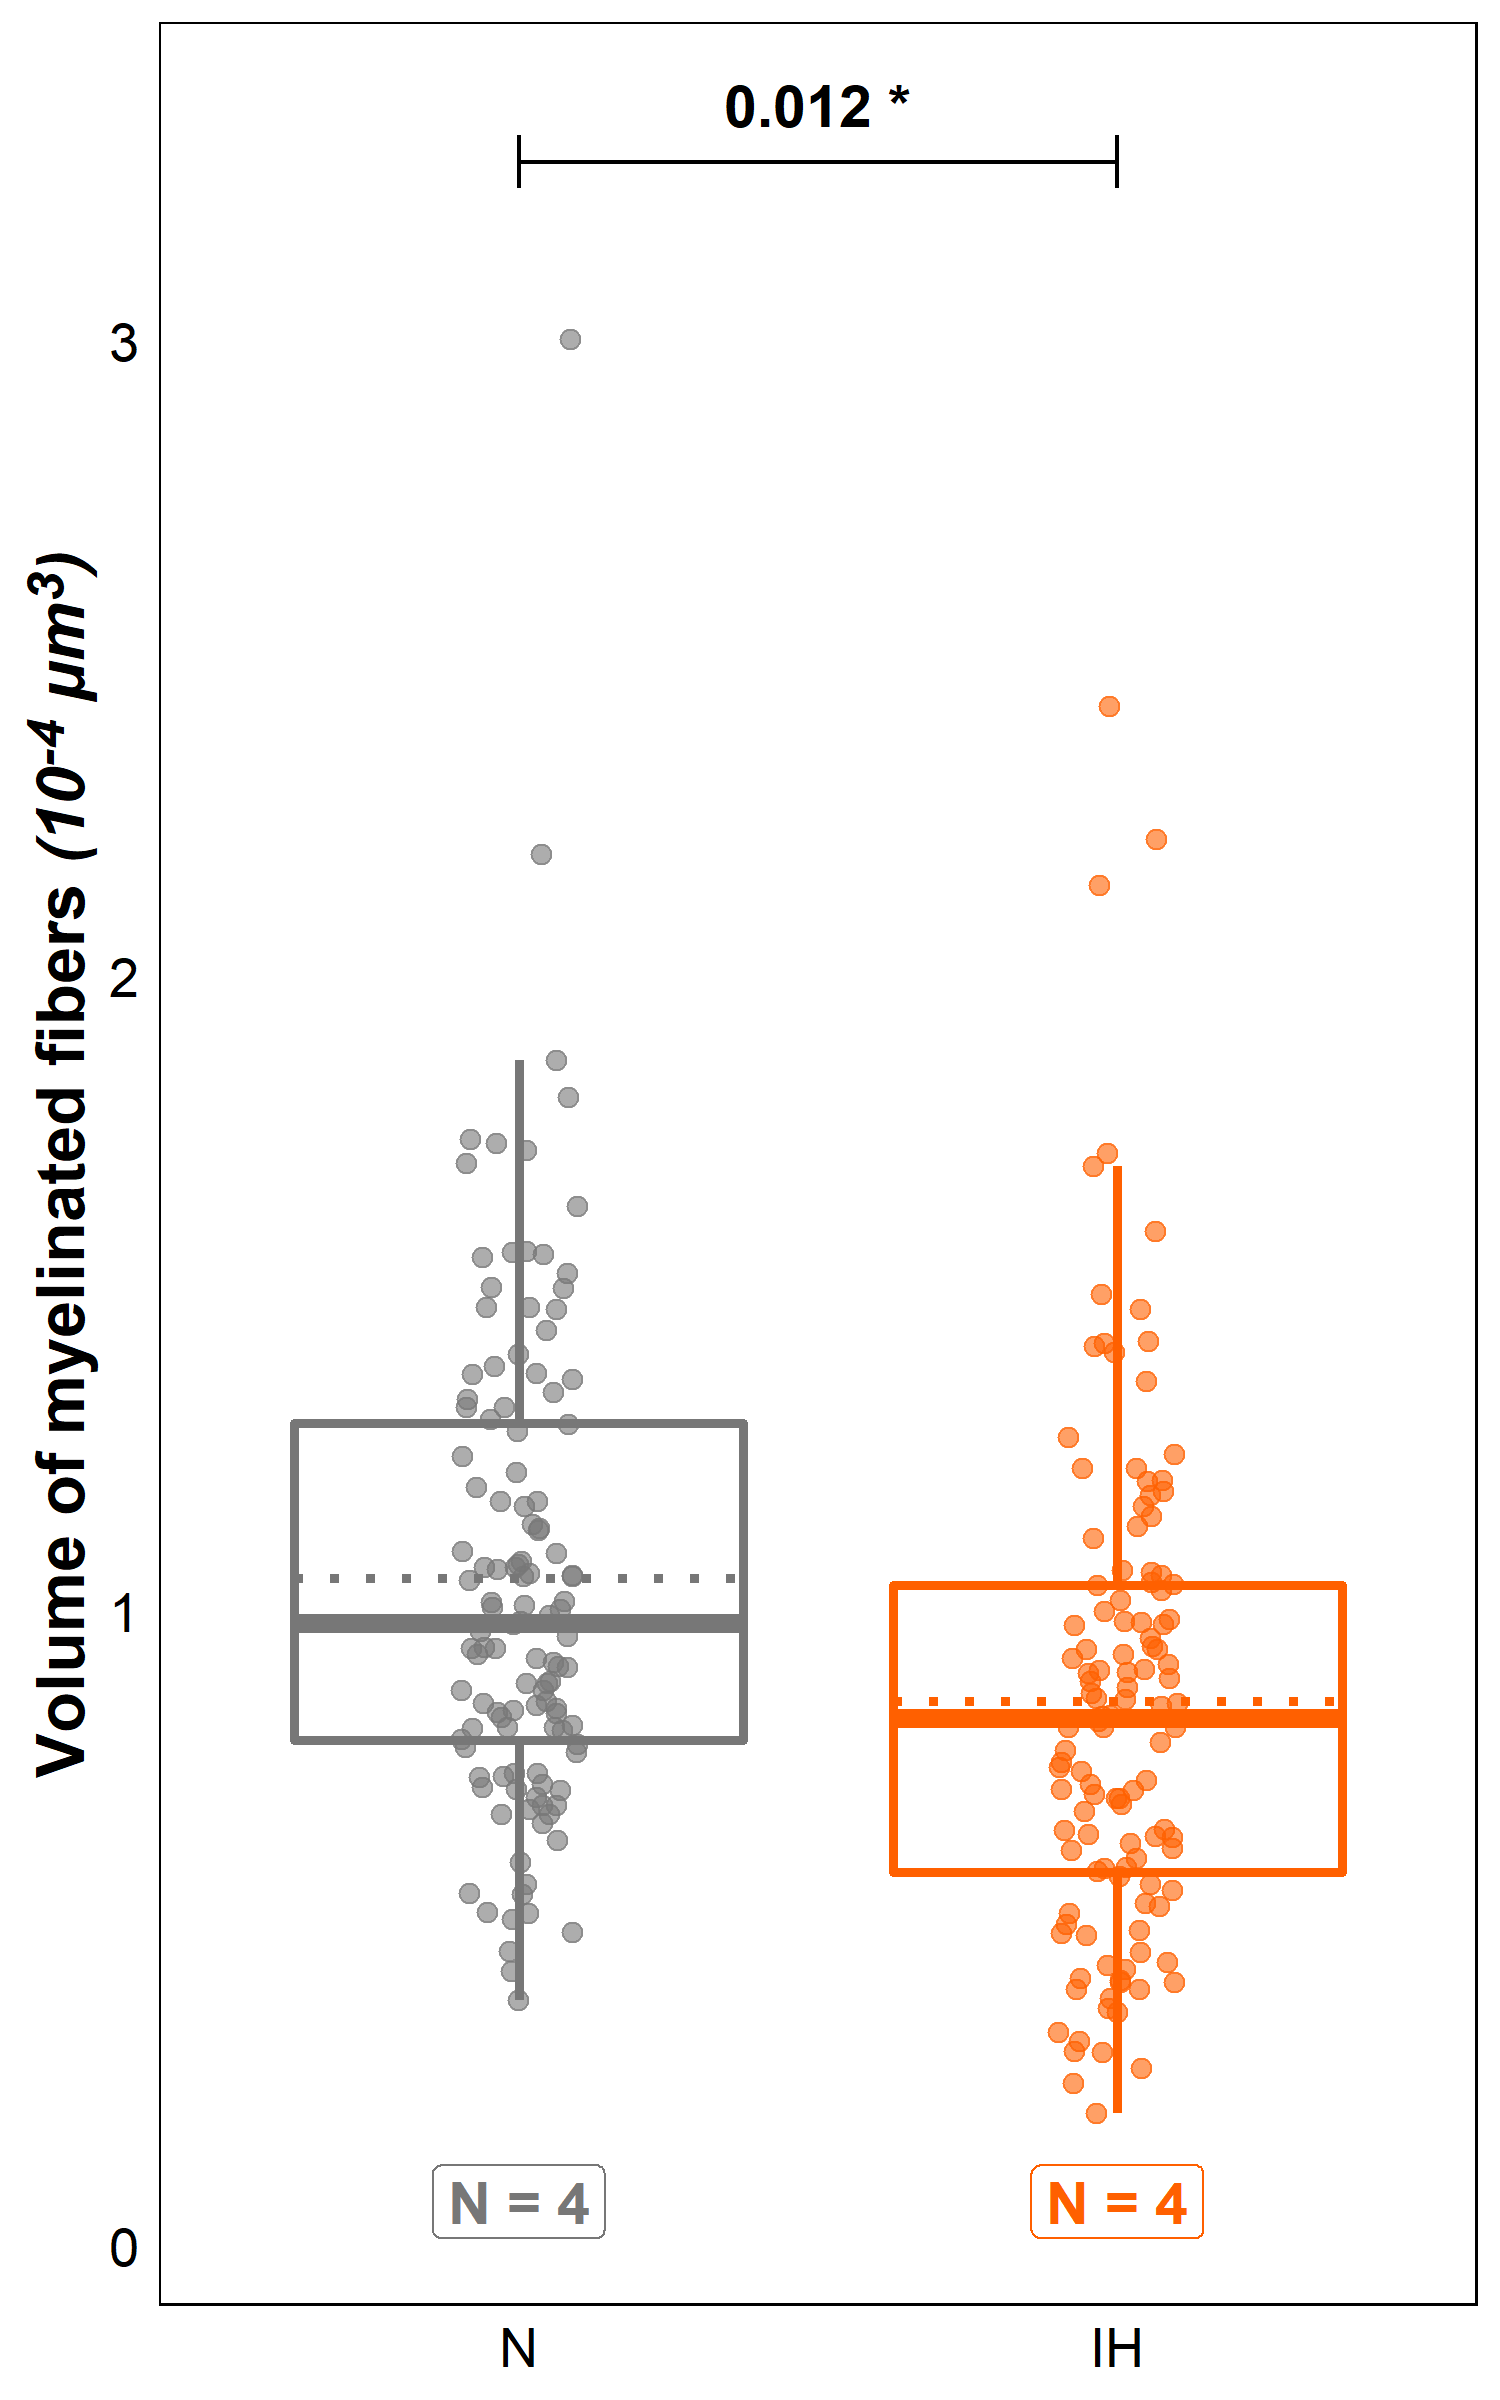 0.012 *
Volume of myelinated fibers (10⁻⁴ µm³)
3
2
1
0
N = 4
N = 4
N
IH